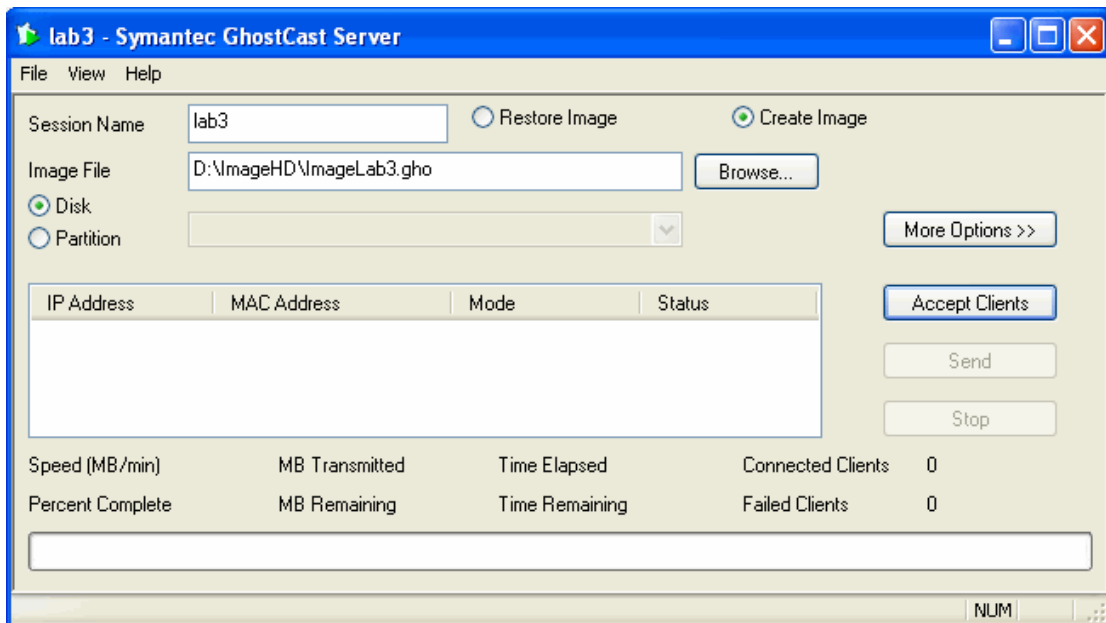 lab3 - Symantec GhostCast Server
File View Help
Session Name lab3 Restore Image Create Image
Image File D:\ImageHD\ImageLab3.gho Browse...
Disk
Partition More Options >>
IP Address MAC Address Mode Status Accept Clients
Send
Stop
Speed (MB/min) MB Transmitted Time Elapsed Connected Clients 0
Percent Complete MB Remaining Time Remaining Failed Clients 0
NUM